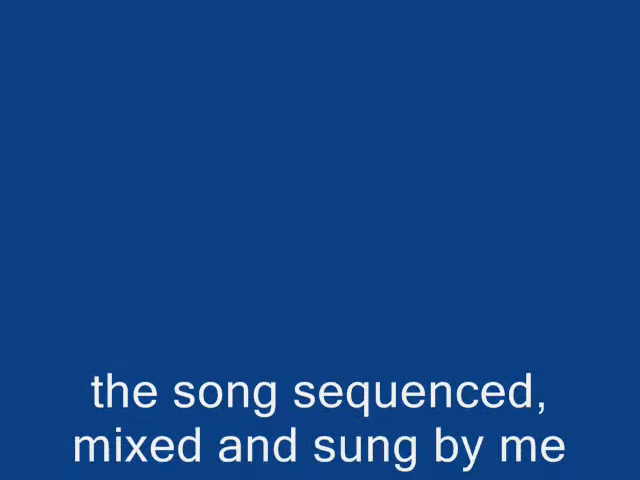 the song sequenced,
mixed and sung by me